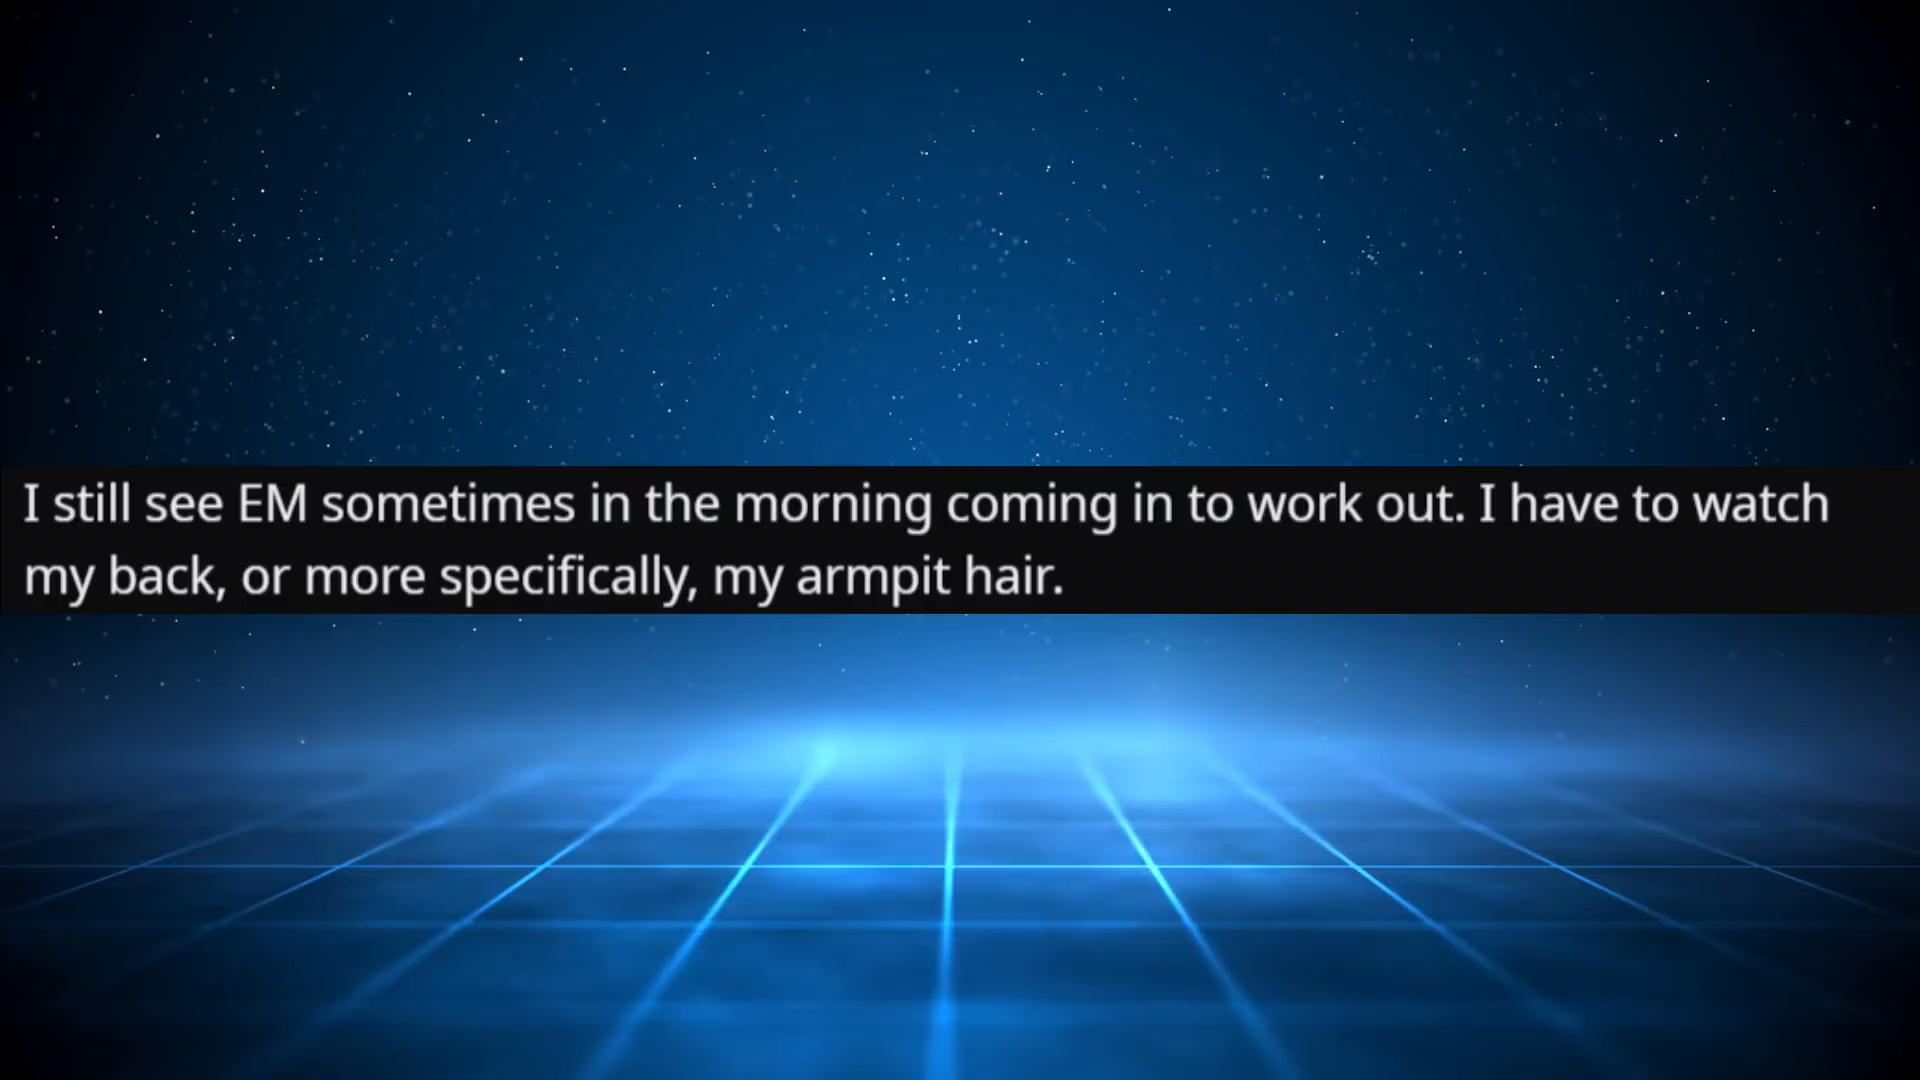 I still see EM sometimes in the morning coming in to work out. I have to watch
my back, or more specifically, my armpit hair.